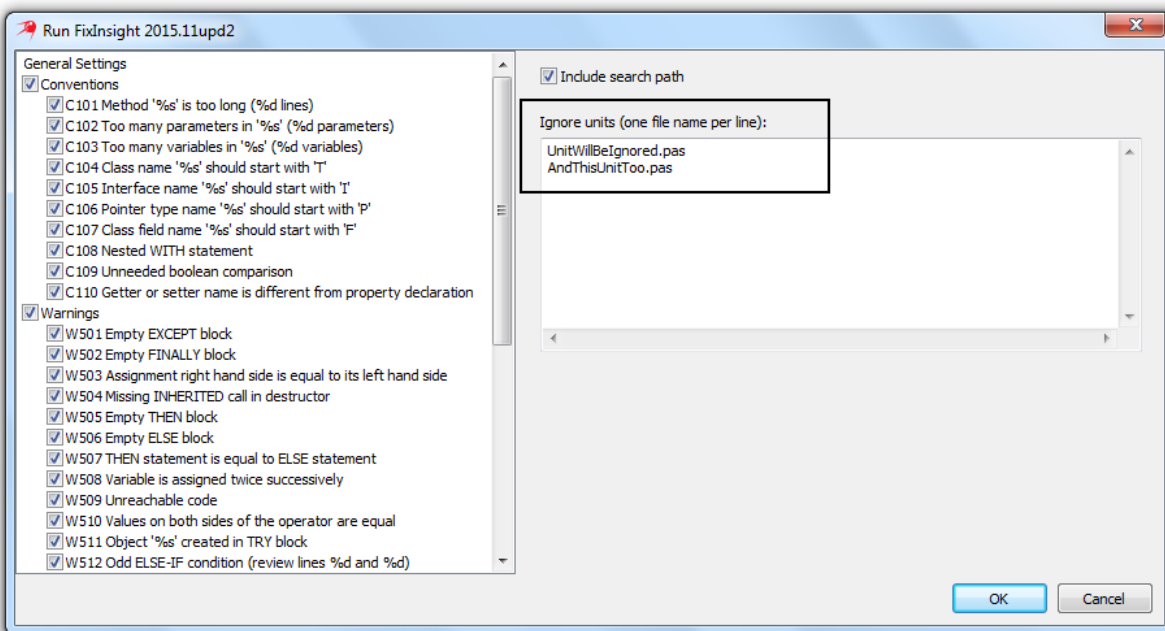 Run FixInsight 2015.11upd2
General Settings
Conventions
C101 Method '%s' is too long (%d lines)
C102 Too many parameters in '%s' (%d parameters)
C103 Too many variables in '%s' (%d variables)
C104 Class name '%s' should start with 'T'
C105 Interface name '%s' should start with 'I'
C106 Pointer type name '%s' should start with 'P'
C107 Class field name '%s' should start with 'F'
C108 Nested WITH statement
C109 Unneeded boolean comparison
C110 Getter or setter name is different from property declaration
Warnings
W501 Empty EXCEPT block
W502 Empty FINALLY block
W503 Assignment right hand side is equal to its left hand side
W504 Missing INHERITED call in destructor
W505 Empty THEN block
W506 Empty ELSE block
W507 THEN statement is equal to ELSE statement
W508 Variable is assigned twice successively
W509 Unreachable code
W510 Values on both sides of the operator are equal
W511 Object '%s' created in TRY block
W512 Odd ELSE-IF condition (review lines %d and %d)
Include search path
Ignore units (one file name per line):
UnitWillBeIgnored.pas
AndThisUnitToo.pas
OK
Cancel